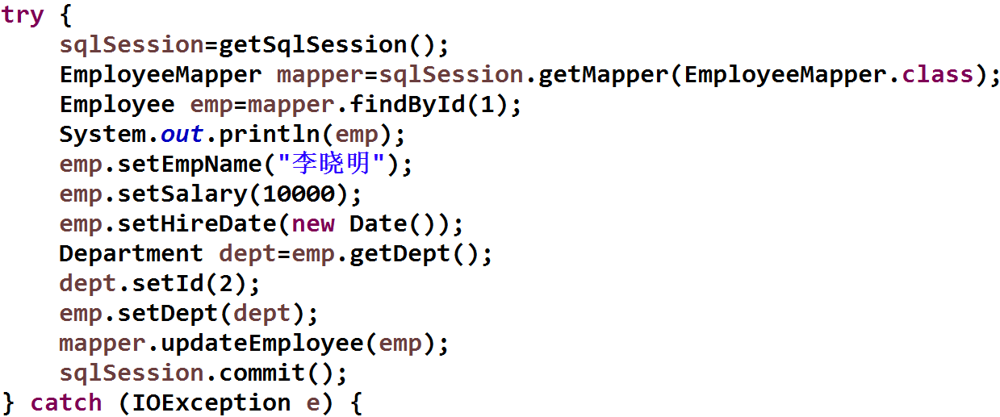 try {
    sqlSession=getSqlSession();
    EmployeeMapper mapper=sqlSession.getMapper(EmployeeMapper.class);
    Employee emp=mapper.findById(1);
    System.out.println(emp);
    emp.setEmpName("李晓明");
    emp.setSalary(10000);
    emp.setHireDate(new Date());
    Department dept=emp.getDept();
    dept.setId(2);
    emp.setDept(dept);
    mapper.updateEmployee(emp);
    sqlSession.commit();
} catch (IOException e) {